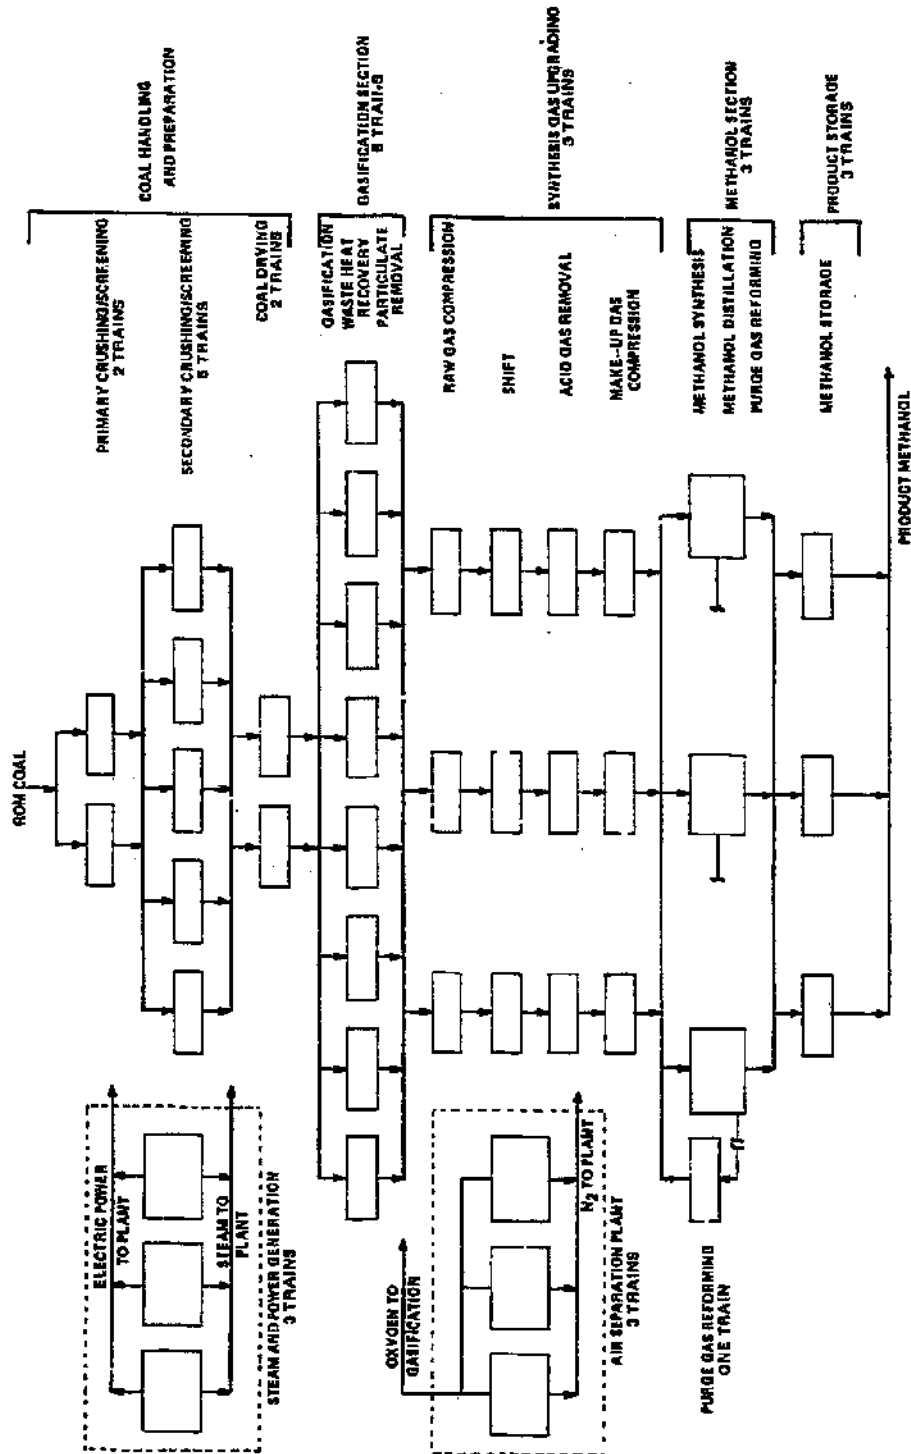 ROM COAL
PRIMARY CRUSHING/SCREENING
2 TRAINS
SECONDARY CRUSHING/SCREENING
5 TRAINS
COAL DRYING
2 TRAINS
COAL HANDLING
AND PREPARATION
GASIFICATION
WASTE HEAT
RECOVERY
PARTICULATE
REMOVAL
GASIFICATION SECTION
8 TRAINS
RAW GAS COMPRESSION
SHIFT
ACID GAS REMOVAL
MAKE-UP GAS
COMPRESSION
SYNTHESIS GAS UPGRADING
3 TRAINS
METHANOL SYNTHESIS
METHANOL DISTILLATION
PURGE GAS REFORMING
METHANOL SECTION
3 TRAINS
METHANOL STORAGE
PRODUCT STORAGE
3 TRAINS
PRODUCT METHANOL
ELECTRIC POWER
TO PLANT
STEAM TO
PLANT
STEAM AND POWER GENERATION
3 TRAINS
OXYGEN TO
GASIFICATION
N2 TO PLANT
AIR SEPARATION PLANT
3 TRAINS
PURGE GAS REFORMING
ONE TRAIN